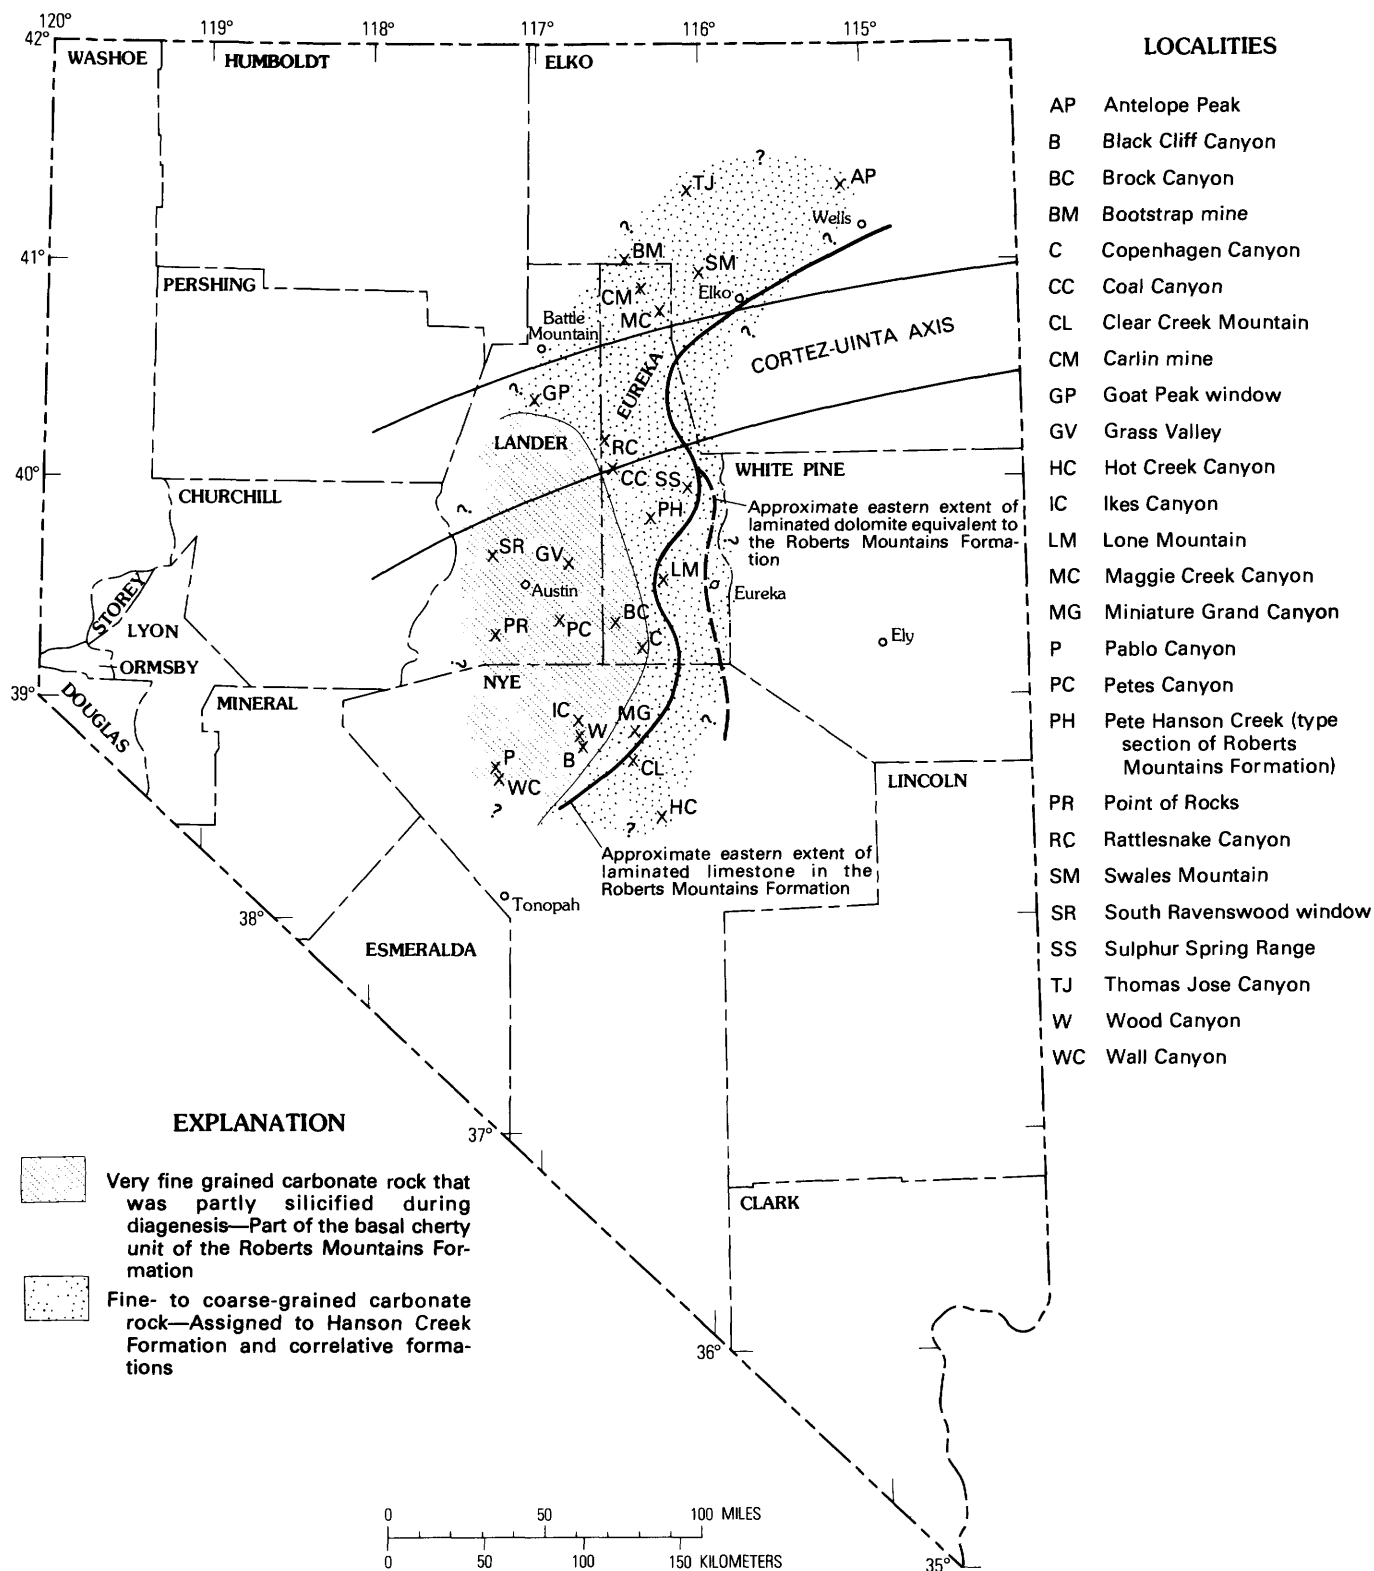 120°
119°
118°
117°
116°
115°
42°
WASHOE
HUMBOLDT
ELKO
LOCALITIES
AP Antelope Peak
B Black Cliff Canyon
BC Brock Canyon
BM Bootstrap mine
C Copenhagen Canyon
CC Coal Canyon
CL Clear Creek Mountain
CM Carlin mine
GP Goat Peak window
GV Grass Valley
HC Hot Creek Canyon
IC Ikes Canyon
LM Lone Mountain
MC Maggie Creek Canyon
MG Miniature Grand Canyon
P Pablo Canyon
PC Petes Canyon
PH Pete Hanson Creek (type
section of Roberts
Mountains Formation)
PR Point of Rocks
RC Rattlesnake Canyon
SM Swales Mountain
SR South Ravenswood window
SS Sulphur Spring Range
TJ Thomas Jose Canyon
W Wood Canyon
WC Wall Canyon
?
TJ
AP
Wells
?
?
BM
SM
41°
PERSHING
CM
Elko
MC
Battle
Mountain
?
CORTEZ-UINTA AXIS
EUREKA
?
GP
LANDER
RC
40°
CC
SS
WHITE PINE
CHURCHILL
?
PH
Approximate eastern extent of
laminated dolomite equivalent to
the Roberts Mountains Forma-
tion
?
SR
GV
LM
Austin
Eureka
STOREY
LYON
PR
PC
BC
C
Ely
ORMSBY
?
NYE
39°
DOUGLAS
MINERAL
IC
W
MG
?
B
P
WC
CL
LINCOLN
?
HC
?
Approximate eastern extent of
laminated limestone in the
Roberts Mountains Formation
Tonopah
38°
ESMERALDA
EXPLANATION
37°
Very fine grained carbonate rock that
was partly silicified during
diagenesis—Part of the basal cherty
unit of the Roberts Mountains For-
mation
CLARK
Fine- to coarse-grained carbonate
rock—Assigned to Hanson Creek
Formation and correlative forma-
tions
36°
0 50 100 MILES
0 50 100 150 KILOMETERS
35°